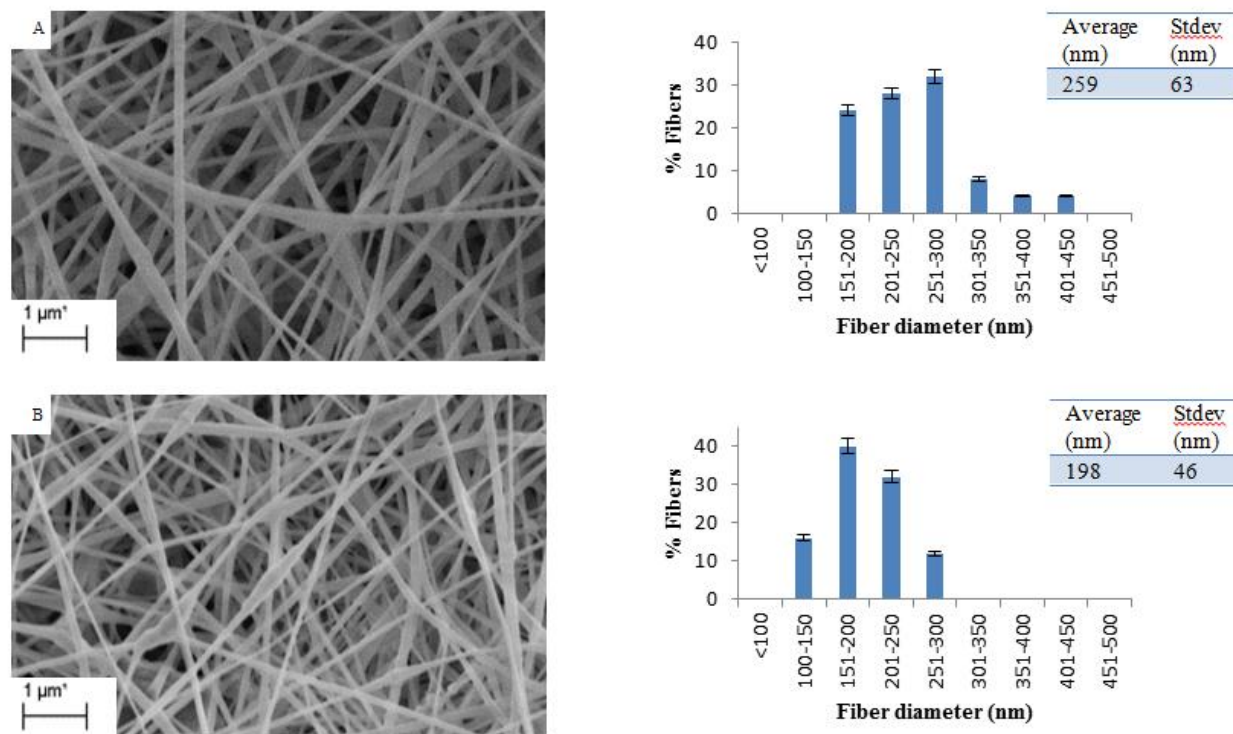 A
1 µm*
40
30
20
10
0
% Fibers
<100
100-150
151-200
201-250
251-300
301-350
351-400
401-450
451-500
Fiber diameter (nm)
Average Stdev
(nm) (nm)
259 63
B
1 µm*
40
30
20
10
0
% Fibers
<100
100-150
151-200
201-250
251-300
301-350
351-400
401-450
451-500
Fiber diameter (nm)
Average Stdev
(nm) (nm)
198 46